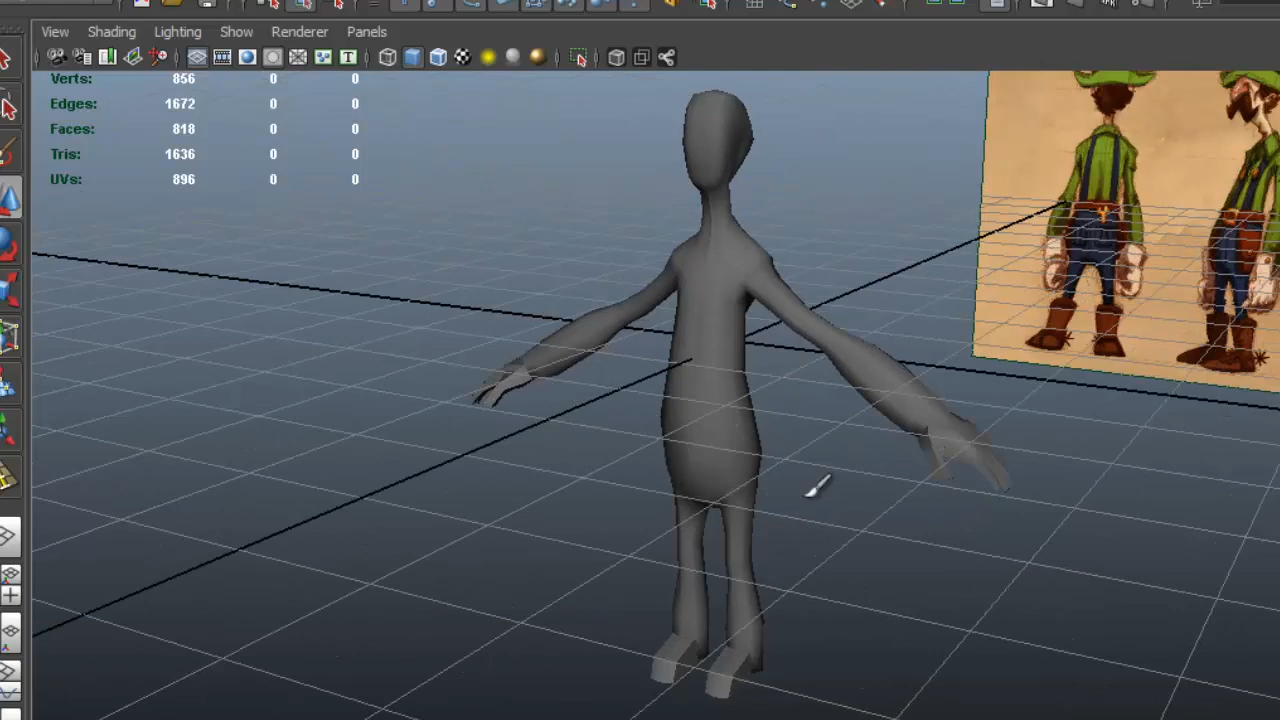 View Shading Lighting Show Renderer Panels
T
Verts: 856 0 0
Edges: 1672 0 0
Faces: 818 0 0
Tris: 1636 0 0
UVs: 896 0 0